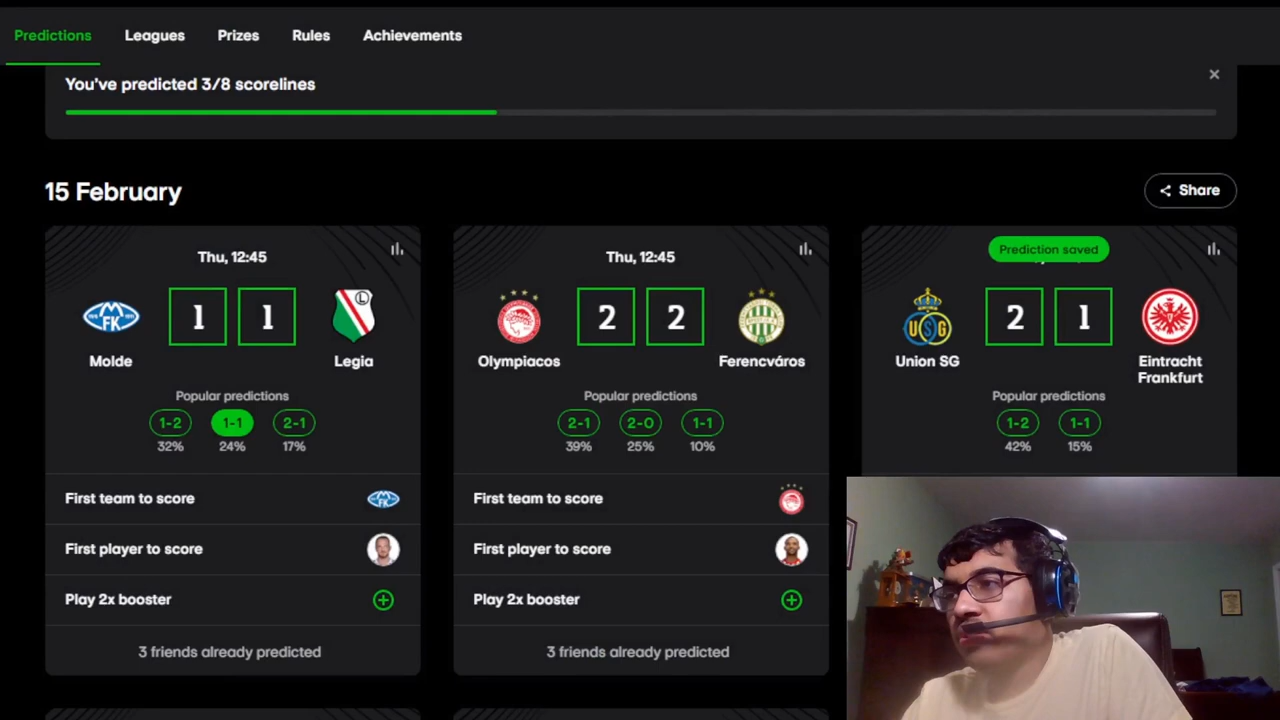 Predictions Leagues Prizes Rules Achievements
You've predicted 3/8 scorelines
15 February
Share
Thu, 12:45
1 1
Molde Legia
Popular predictions
1-2 1-1 2-1
32% 24% 17%
First team to score
First player to score
Play 2x booster
3 friends already predicted
Thu, 12:45
2 2
Olympiacos Ferencváros
Popular predictions
2-1 2-0 1-1
39% 25% 10%
First team to score
First player to score
Play 2x booster
3 friends already predicted
Prediction saved
2 1
Union SG Eintracht
Frankfurt
Popular predictions
1-2 1-1
42% 15%